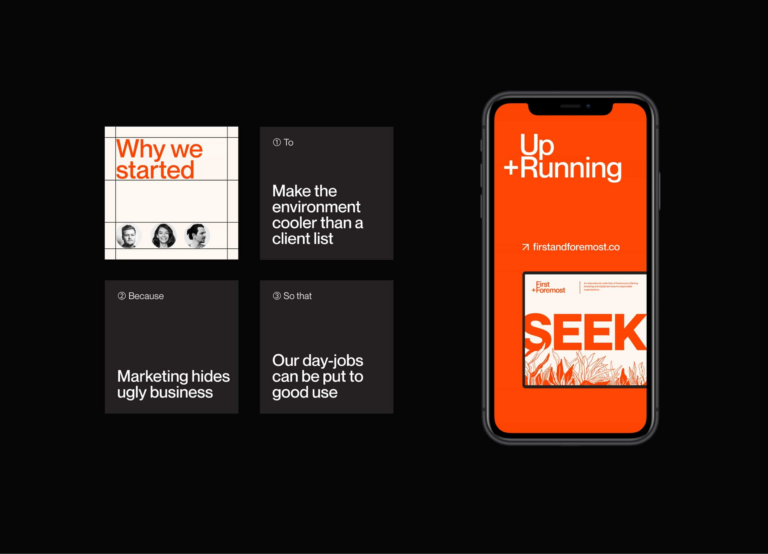 Why we
started
① To
Make the
environment
cooler than a
client list
② Because
Marketing hides
ugly business
③ So that
Our day-jobs
can be put to
good use
Up
+Running
↗ firstandforemost.co
First
+Foremost
SEEK